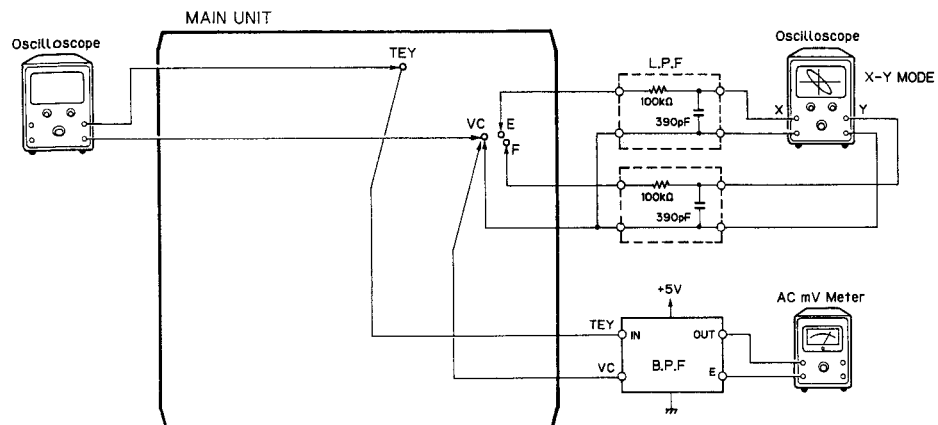 MAIN UNIT
Oscilloscope
TEY
VC
E
F
L.P.F
100kΩ
390pF
100kΩ
390pF
Oscilloscope
X-Y MODE
X
Y
+5V
TEY
IN
OUT
VC
B.P.F
E
AC mV Meter